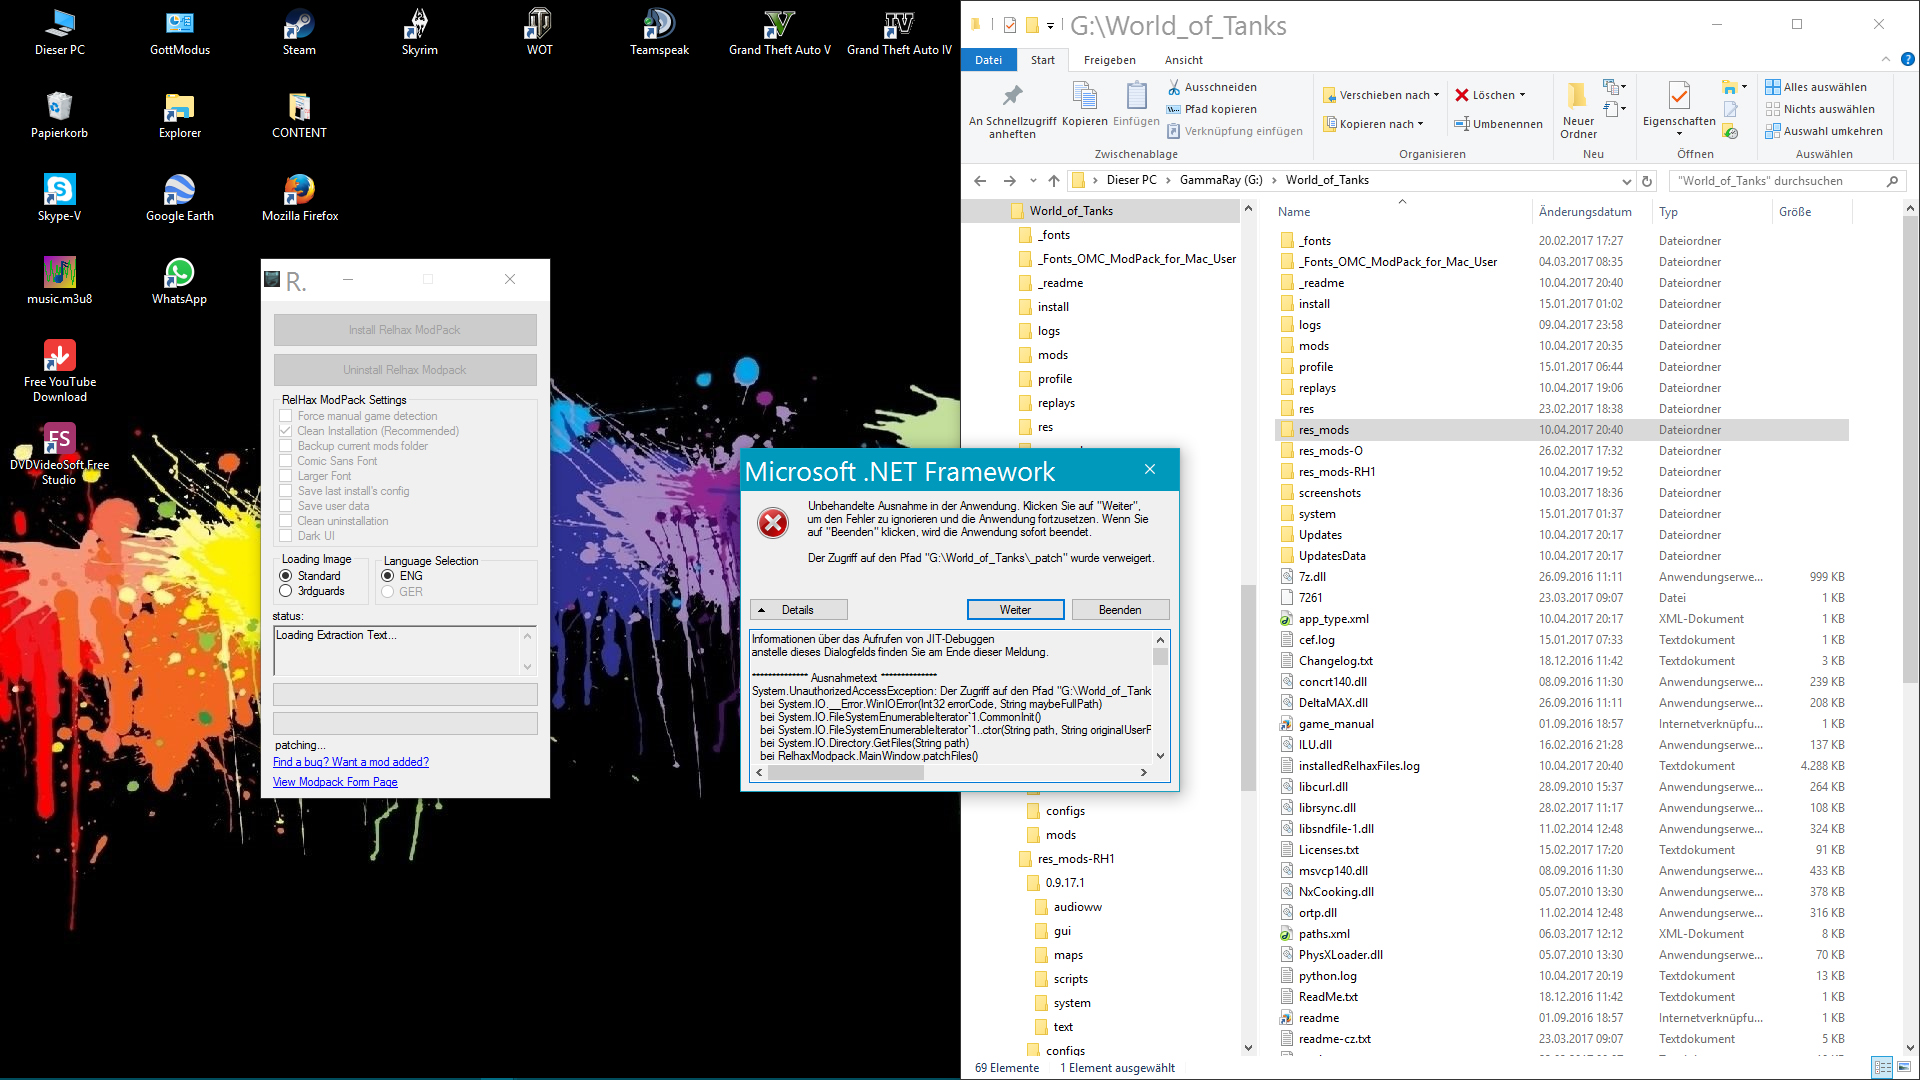 Dieser PC
GottModus
Steam
Skyrim
WOT
Teamspeak
Grand Theft Auto V
Grand Theft Auto IV
Papierkorb
Explorer
CONTENT
Skype-V
Google Earth
Mozilla Firefox
music.m3u8
WhatsApp
Free YouTube
Download
DVDVideoSoft Free
Studio
R.
Install Relhax ModPack
Uninstall Relhax Modpack
RelHax ModPack Settings
Force manual game detection
Clean Installation (Recommended)
Backup current mods folder
Comic Sans Font
Larger Font
Save last install's config
Save user data
Clean uninstallation
Dark UI
Loading Image
Standard
3rdguards
Language Selection
ENG
GER
status:
Loading Extraction Text...
patching...
Find a bug? Want a mod added?
View Modpack Form Page
Microsoft .NET Framework
Unbehandelte Ausnahme in der Anwendung. Klicken Sie auf "Weiter",
um den Fehler zu ignorieren und die Anwendung fortzusetzen. Wenn Sie
auf "Beenden" klicken, wird die Anwendung sofort beendet.
Der Zugriff auf den Pfad "G:\World_of_Tanks\_patch" wurde verweigert.
Details
Weiter
Beenden
Informationen über das Aufrufen von JIT-Debuggen
anstelle dieses Dialogfelds finden Sie am Ende dieser Meldung.
************** Ausnahmetext **************
System.UnauthorizedAccessException: Der Zugriff auf den Pfad "G:\World_of_Tank
bei System.IO.__Error.WinIOError(Int32 errorCode, String maybeFullPath)
bei System.IO.FileSystemEnumerableIterator`1.CommonInit()
bei System.IO.FileSystemEnumerableIterator`1..ctor(String path, String originalUserF
bei System.IO.Directory.GetFiles(String path)
bei RelhaxModpack.MainWindow.patchFiles()
G:\World_of_Tanks
Datei
Start
Freigeben
Ansicht
An Schnellzugriff
anheften
Kopieren
Einfügen
Ausschneiden
Pfad kopieren
Verknüpfung einfügen
Zwischenablage
Verschieben nach
Kopieren nach
Löschen
Umbenennen
Organisieren
Neuer
Ordner
Neu
Eigenschaften
Öffnen
Alles auswählen
Nichts auswählen
Auswahl umkehren
Auswählen
Dieser PC
GammaRay (G:)
World_of_Tanks
"World_of_Tanks" durchsuchen
World_of_Tanks
_fonts
_Fonts_OMC_ModPack_for_Mac_User
_readme
install
logs
mods
profile
replays
res
configs
mods
res_mods-RH1
0.9.17.1
audioww
gui
maps
scripts
system
text
configs
Name Änderungsdatum Typ Größe
_fonts 20.02.2017 17:27 Dateiordner
_Fonts_OMC_ModPack_for_Mac_User 04.03.2017 08:35 Dateiordner
_readme 10.04.2017 20:40 Dateiordner
install 15.01.2017 01:02 Dateiordner
logs 09.04.2017 23:58 Dateiordner
mods 10.04.2017 20:35 Dateiordner
profile 15.01.2017 06:44 Dateiordner
replays 10.04.2017 19:06 Dateiordner
res 23.02.2017 18:38 Dateiordner
res_mods 10.04.2017 20:40 Dateiordner
res_mods-O 26.02.2017 17:32 Dateiordner
res_mods-RH1 10.04.2017 19:52 Dateiordner
screenshots 10.03.2017 18:36 Dateiordner
system 15.01.2017 01:37 Dateiordner
Updates 10.04.2017 20:17 Dateiordner
UpdatesData 10.04.2017 20:17 Dateiordner
7z.dll 26.09.2016 11:11 Anwendungserwe... 999 KB
7261 23.03.2017 09:07 Datei 1 KB
app_type.xml 10.04.2017 20:17 XML-Dokument 1 KB
cef.log 15.01.2017 07:33 Textdokument 1 KB
Changelog.txt 18.12.2016 11:42 Textdokument 3 KB
concrt140.dll 08.09.2016 11:30 Anwendungserwe... 239 KB
DeltaMAX.dll 26.09.2016 11:11 Anwendungserwe... 208 KB
game_manual 01.09.2016 18:57 Internetverknüpfu... 1 KB
ILU.dll 16.02.2016 21:28 Anwendungserwe... 137 KB
installedRelhaxFiles.log 10.04.2017 20:40 Textdokument 4.288 KB
libcurl.dll 28.09.2010 15:37 Anwendungserwe... 264 KB
librsync.dll 28.02.2017 11:17 Anwendungserwe... 108 KB
libsndfile-1.dll 11.02.2014 12:48 Anwendungserwe... 324 KB
Licenses.txt 15.02.2017 17:20 Textdokument 91 KB
msvcp140.dll 08.09.2016 11:30 Anwendungserwe... 433 KB
NxCooking.dll 05.07.2010 13:30 Anwendungserwe... 378 KB
ortp.dll 11.02.2014 12:48 Anwendungserwe... 316 KB
paths.xml 06.03.2017 12:12 XML-Dokument 8 KB
PhysXLoader.dll 05.07.2010 13:30 Anwendungserwe... 70 KB
python.log 10.04.2017 20:19 Textdokument 13 KB
ReadMe.txt 18.12.2016 11:42 Textdokument 1 KB
readme 01.09.2016 18:57 Internetverknüpfu... 1 KB
readme-cz.txt 23.03.2017 09:07 Textdokument 5 KB
69 Elemente 1 Element ausgewählt